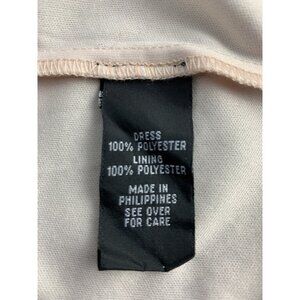 DRESS
100% POLYESTER
LINING
100% POLYESTER
MADE IN
PHILIPPINES
SEE OVER
FOR CARE